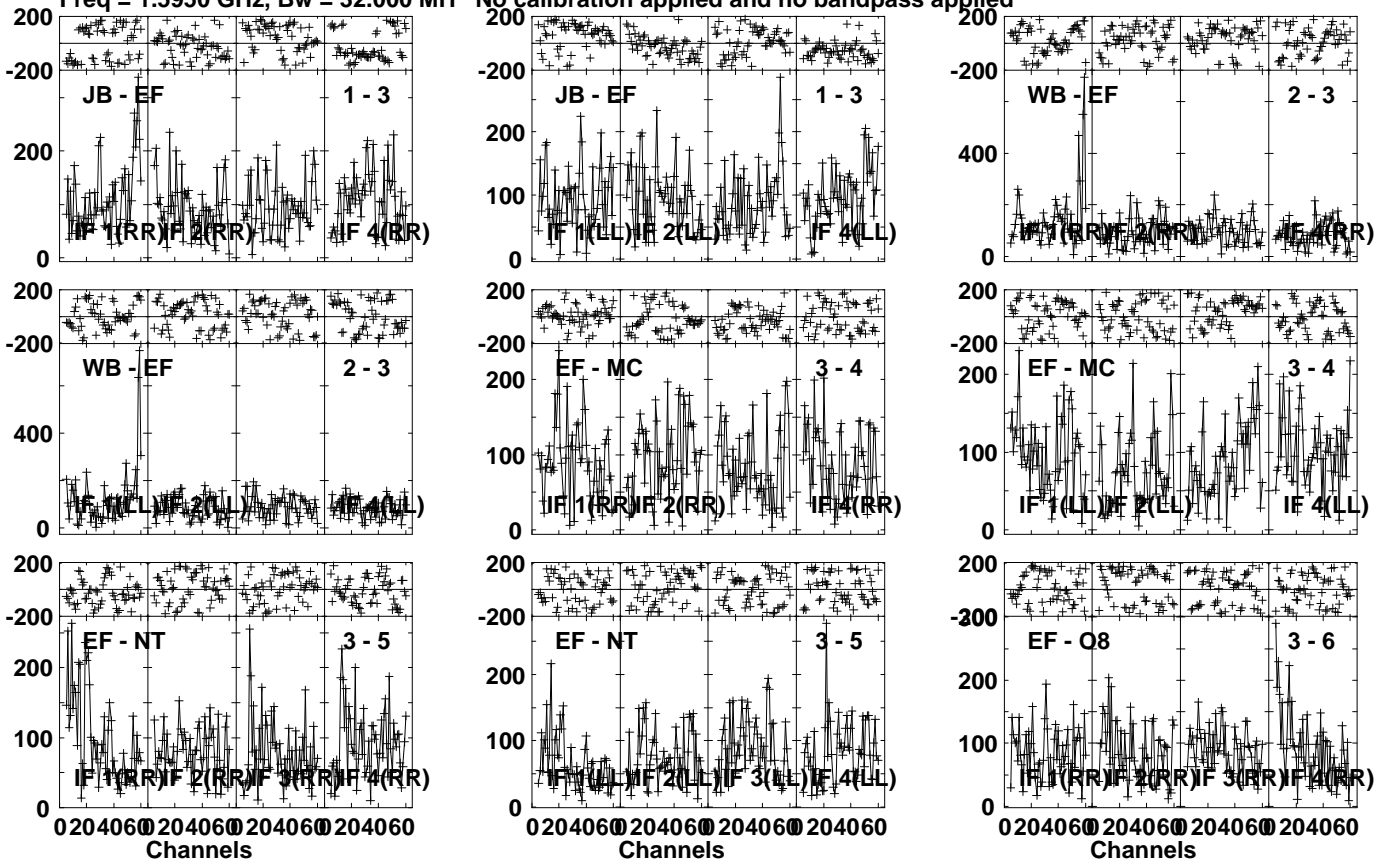 Freq = 1.5950 GHz, Bw = 32.000 MH No calibration applied and no bandpass applied
200 200 200
-200 -200 -200
JB - EF 1 - 3 JB - EF 1 - 3 WB - EF 2 - 3
200 200 400
100
IF 1(RR) IF 2(RR) IF 4(RR) IF 1(LL) IF 2(LL) IF 4(LL) IF 1(RR) IF 2(RR) IF 4(RR)
0 0 0
200 200 200
-200 -200 -200
WB - EF 2 - 3 EF - MC 3 - 4 EF - MC 3 - 4
400 200 200
100 100
IF 1(LL) IF 2(LL) IF 4(LL) IF 1(RR) IF 2(RR) IF 4(RR) IF 1(LL) IF 2(LL) IF 4(LL)
0 0 0
200 200 200
-200 -200 -200
300
EF - NT 3 - 5 EF - NT 3 - 5 EF - O8 3 - 6
200 200 200
100 100 100
IF 1(RR) IF 2(RR) IF 3(RR) IF 4(RR) IF 1(LL) IF 2(LL) IF 3(LL) IF 4(LL) IF 1(RR) IF 2(RR) IF 3(RR) IF 4(RR)
0 0 0
0 20 40 60 0 20 40 60 0 20 40 60 0 20 40 60 0 20 40 60 0 20 40 60 0 20 40 60 0 20 40 60 0 20 40 60 0 20 40 60 0 20 40 60 0 20 40 60
Channels Channels Channels